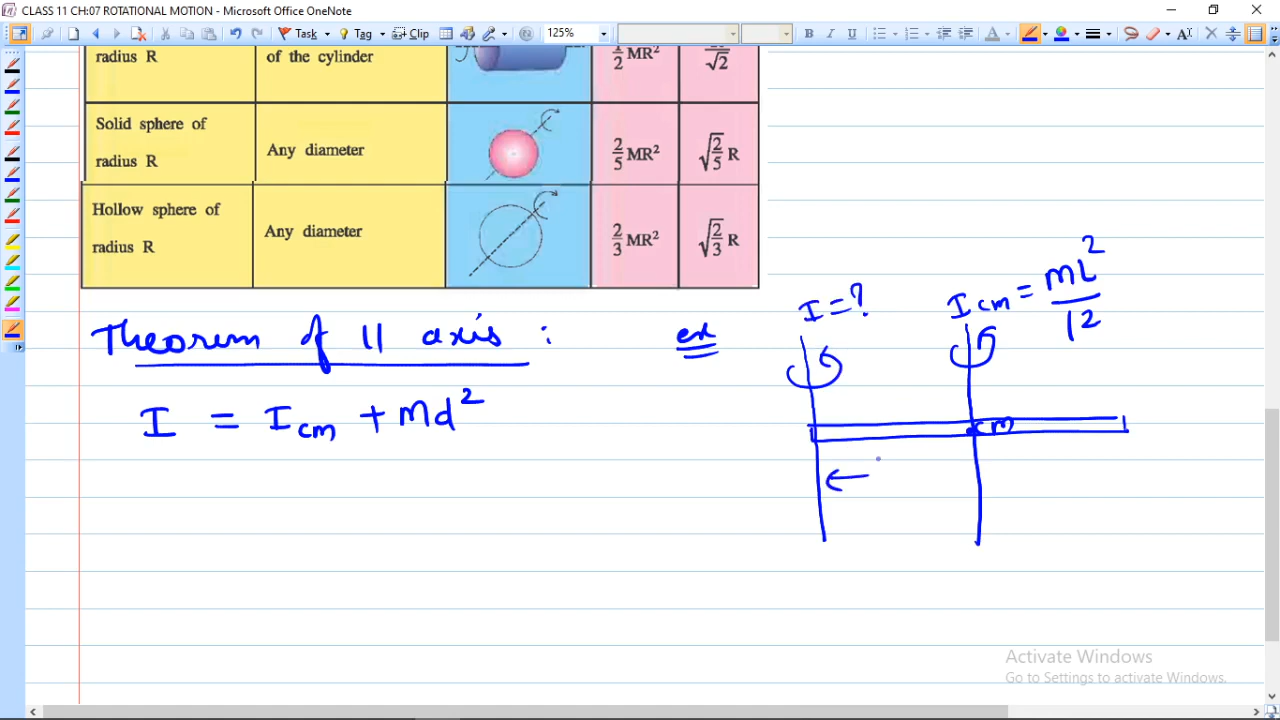 CLASS 11 CH:07 ROTATIONAL MOTION - Microsoft Office OneNote
Task Tag Clip 125% B I U A
radius R of the cylinder 1/2 MR² /√2
Solid sphere of
radius R Any diameter 2/5 MR² √2/5 R
Hollow sphere of
radius R Any diameter 2/3 MR² √2/3 R
Theorem of || axis :
ex
I = Icm + md²
I = ?
Icm = mL²/12
cm
Activate Windows
Go to Settings to activate Windows.